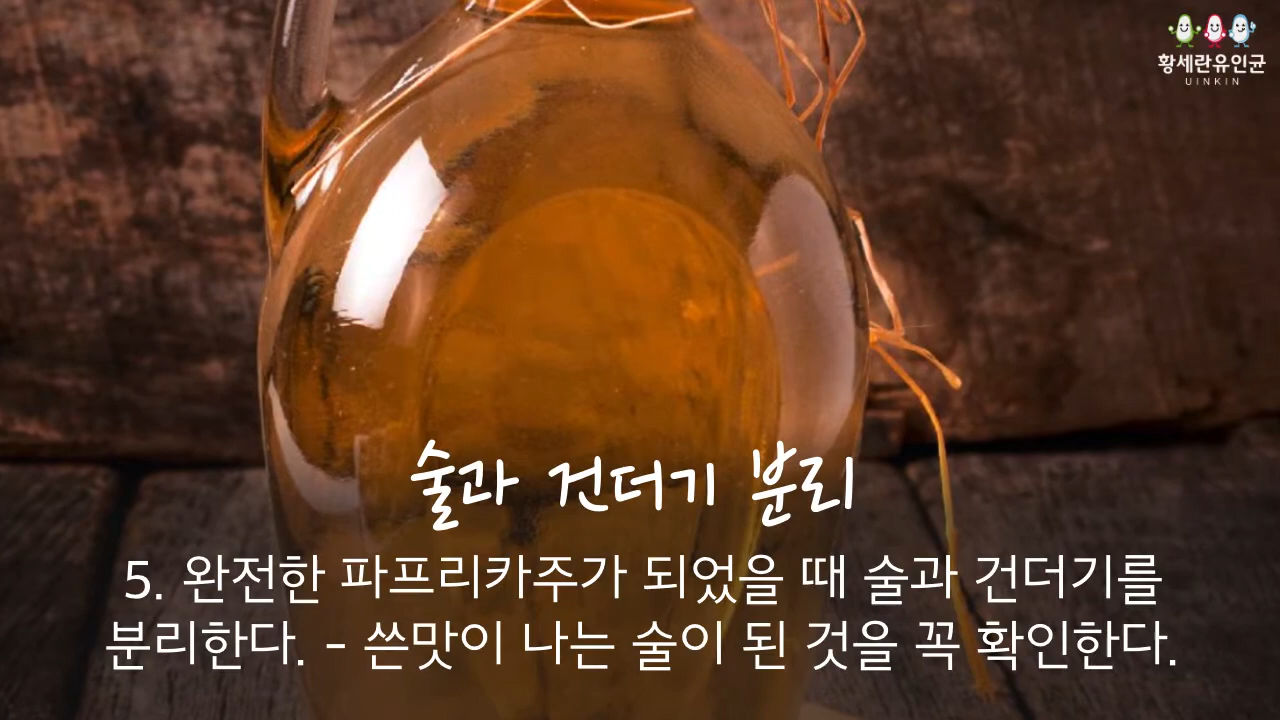 황세란유인균
UINKIN
술과 건더기 분리
5. 완전한 파프리카주가 되었을 때 술과 건더기를
분리한다. - 쓴맛이 나는 술이 된 것을 꼭 확인한다.